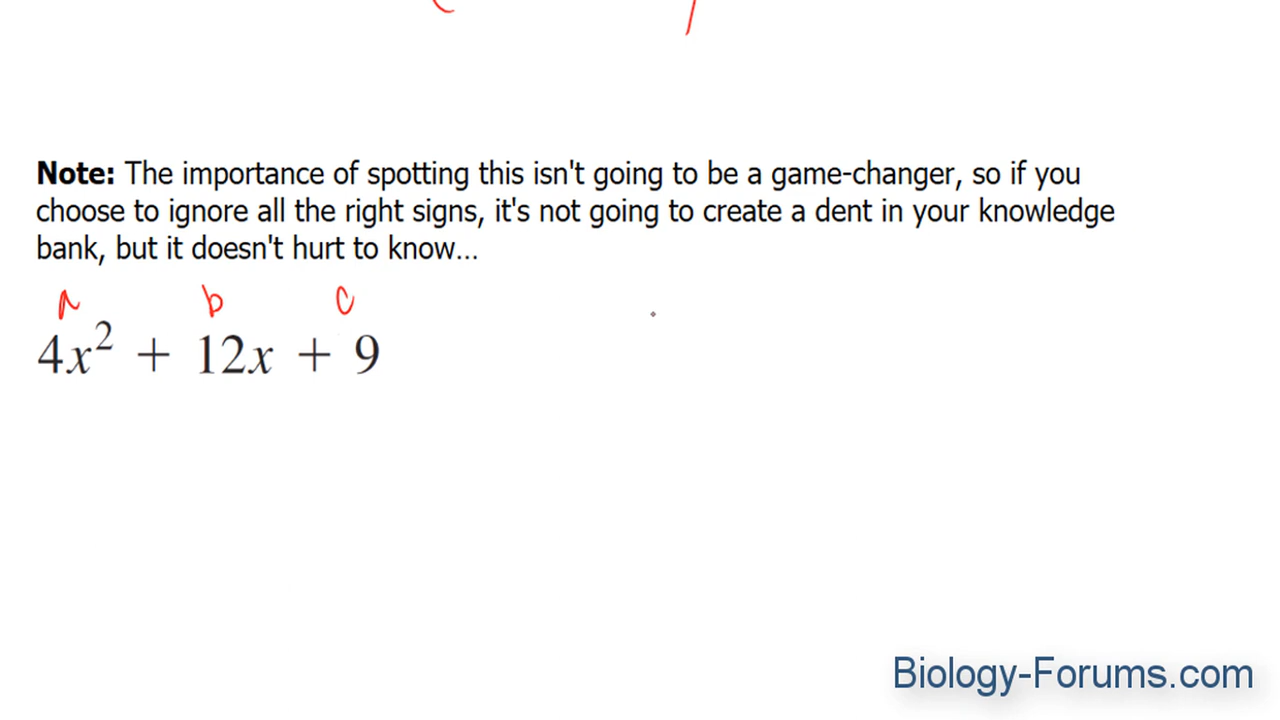 Note: The importance of spotting this isn't going to be a game-changer, so if you
choose to ignore all the right signs, it's not going to create a dent in your knowledge
bank, but it doesn't hurt to know...
a b c
4x² + 12x + 9
Biology-Forums.com